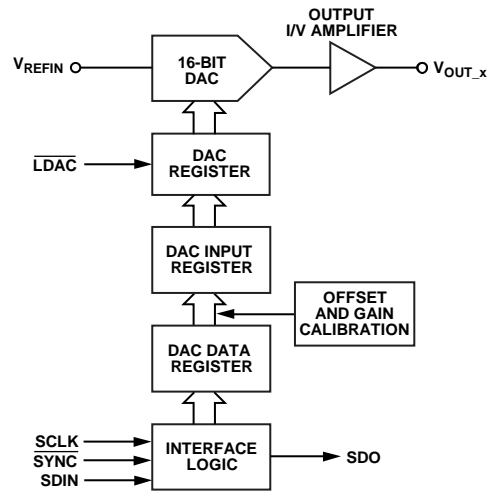 OUTPUT
I/V AMPLIFIER
VREFIN
16-BIT
DAC
VOUT_x
LDAC
DAC
REGISTER
DAC INPUT
REGISTER
OFFSET
AND GAIN
CALIBRATION
DAC DATA
REGISTER
SCLK
SYNC
SDIN
INTERFACE
LOGIC
SDO